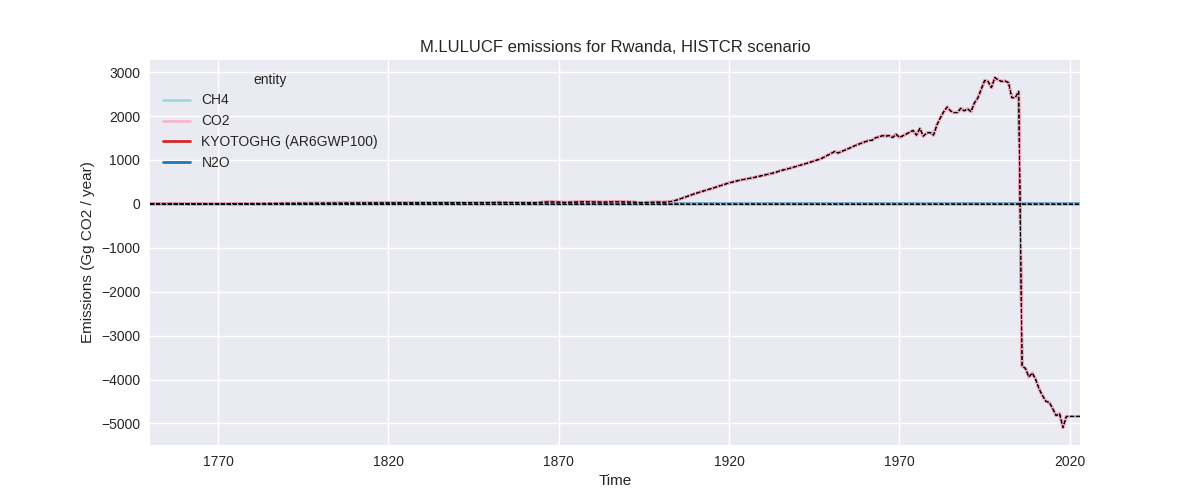 M.LULUCF emissions for Rwanda, HISTCR scenario
entity
CH4
CO2
KYOTOGHG (AR6GWP100)
N2O
Emissions (Gg CO2 / year)
3000
2000
1000
0
−1000
−2000
−3000
−4000
−5000
1770
1820
1870
1920
1970
2020
Time